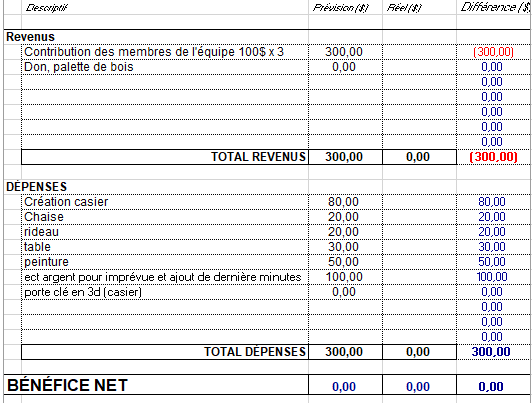 Descriptif Prévision ($) Réel ($) Différence ($
Revenus
Contribution des membres de l'équipe 100$ x 3 300,00 (300,00)
Don, palette de bois 0,00 0,00
0,00
0,00
0,00
0,00
0,00
TOTAL REVENUS 300,00 0,00 (300,00)
DÉPENSES
Création casier 80,00 80,00
Chaise 20,00 20,00
rideau 20,00 20,00
table 30,00 30,00
peinture 50,00 50,00
ect argent pour imprévue et ajout de dernière minutes 100,00 100,00
porte clé en 3d (casier) 0,00 0,00
0,00
0,00
0,00
TOTAL DÉPENSES 300,00 0,00 300,00
BÉNÉFICE NET 0,00 0,00 0,00